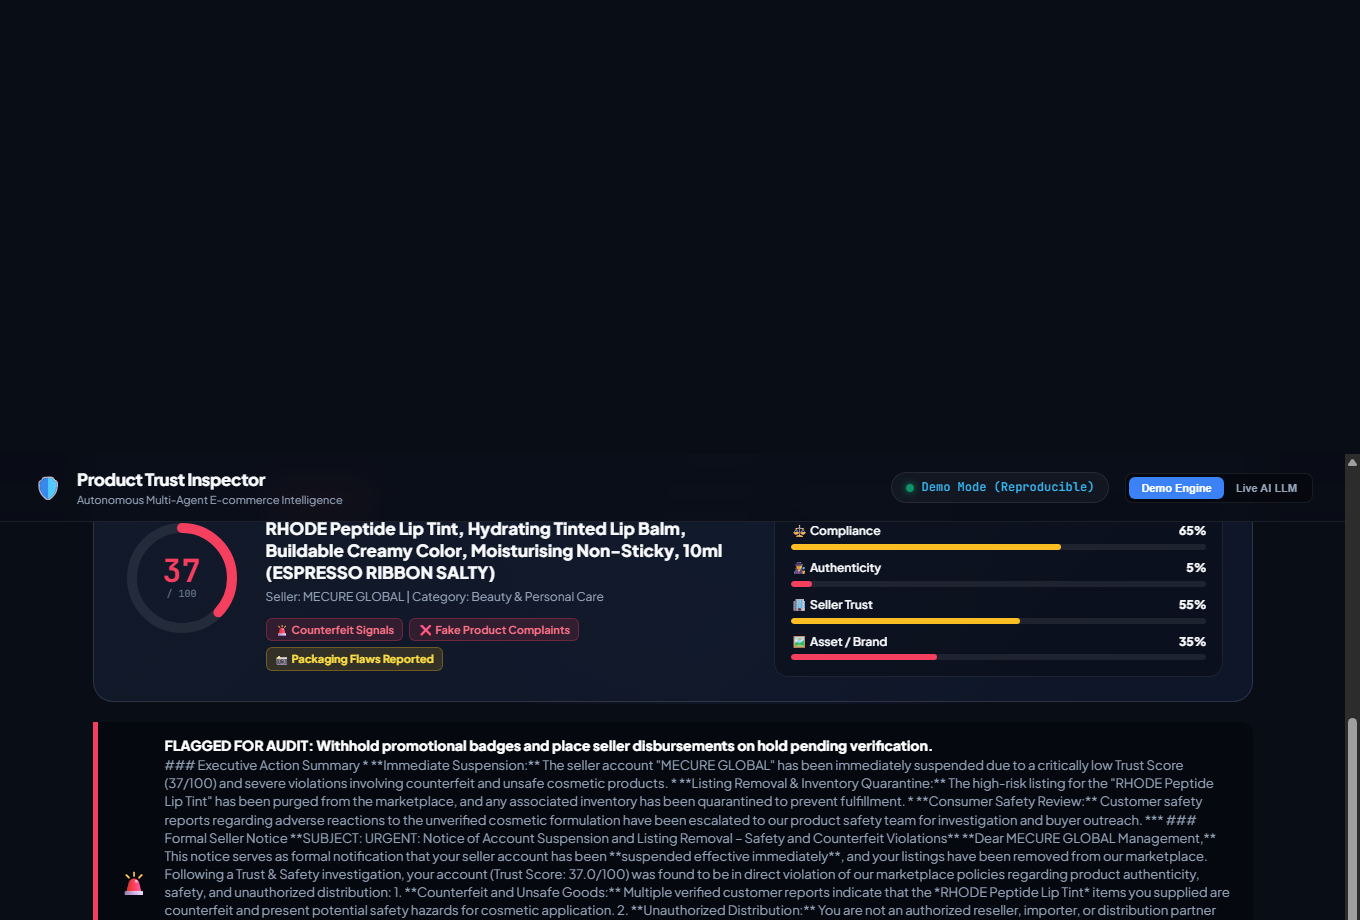 Product Trust Inspector
Autonomous Multi-Agent E-commerce Intelligence
Demo Mode (Reproducible)
Demo Engine
Live AI LLM
37
/ 100
RHODE Peptide Lip Tint, Hydrating Tinted Lip Balm,
Buildable Creamy Color, Moisturising Non-Sticky, 10ml
(ESPRESSO RIBBON SALTY)
Seller: MECURE GLOBAL | Category: Beauty & Personal Care
Counterfeit Signals
Fake Product Complaints
Packaging Flaws Reported
Compliance 65%
Authenticity 5%
Seller Trust 55%
Asset / Brand 35%
FLAGGED FOR AUDIT: Withhold promotional badges and place seller disbursements on hold pending verification.
### Executive Action Summary * **Immediate Suspension:** The seller account "MECURE GLOBAL" has been immediately suspended due to a critically low Trust Score
(37/100) and severe violations involving counterfeit and unsafe cosmetic products. * **Listing Removal & Inventory Quarantine:** The high-risk listing for the "RHODE Peptide
Lip Tint" has been purged from the marketplace, and any associated inventory has been quarantined to prevent fulfillment. * **Consumer Safety Review:** Customer safety
reports regarding adverse reactions to the unverified cosmetic formulation have been escalated to our product safety team for investigation and buyer outreach. *** ###
Formal Seller Notice **SUBJECT: URGENT: Notice of Account Suspension and Listing Removal – Safety and Counterfeit Violations** **Dear MECURE GLOBAL Management,**
This notice serves as formal notification that your seller account has been **suspended effective immediately**, and your listings have been removed from our marketplace.
Following a Trust & Safety investigation, your account (Trust Score: 37.0/100) was found to be in direct violation of our marketplace policies regarding product authenticity,
safety, and unauthorized distribution: 1. **Counterfeit and Unsafe Goods:** Multiple verified customer reports indicate that the *RHODE Peptide Lip Tint* items you supplied are
counterfeit and present potential safety hazards for cosmetic application. 2. **Unauthorized Distribution:** You are not an authorized reseller, importer, or distribution partner